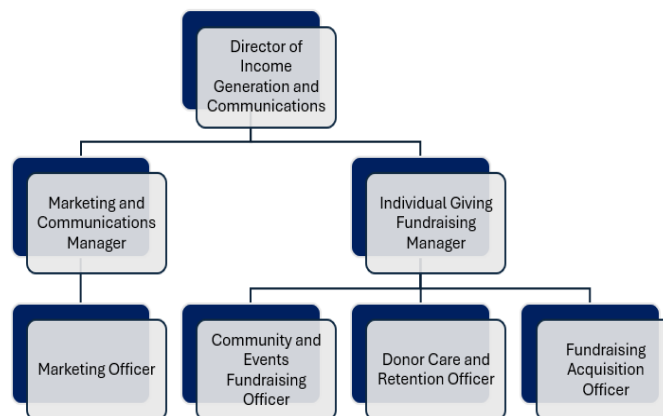 Director of
Income
Generation and
Communications
Marketing and
Communications
Manager
Individual Giving
Fundraising
Manager
Marketing Officer
Community and
Events
Fundraising
Officer
Donor Care and
Retention Officer
Fundraising
Acquisition
Officer